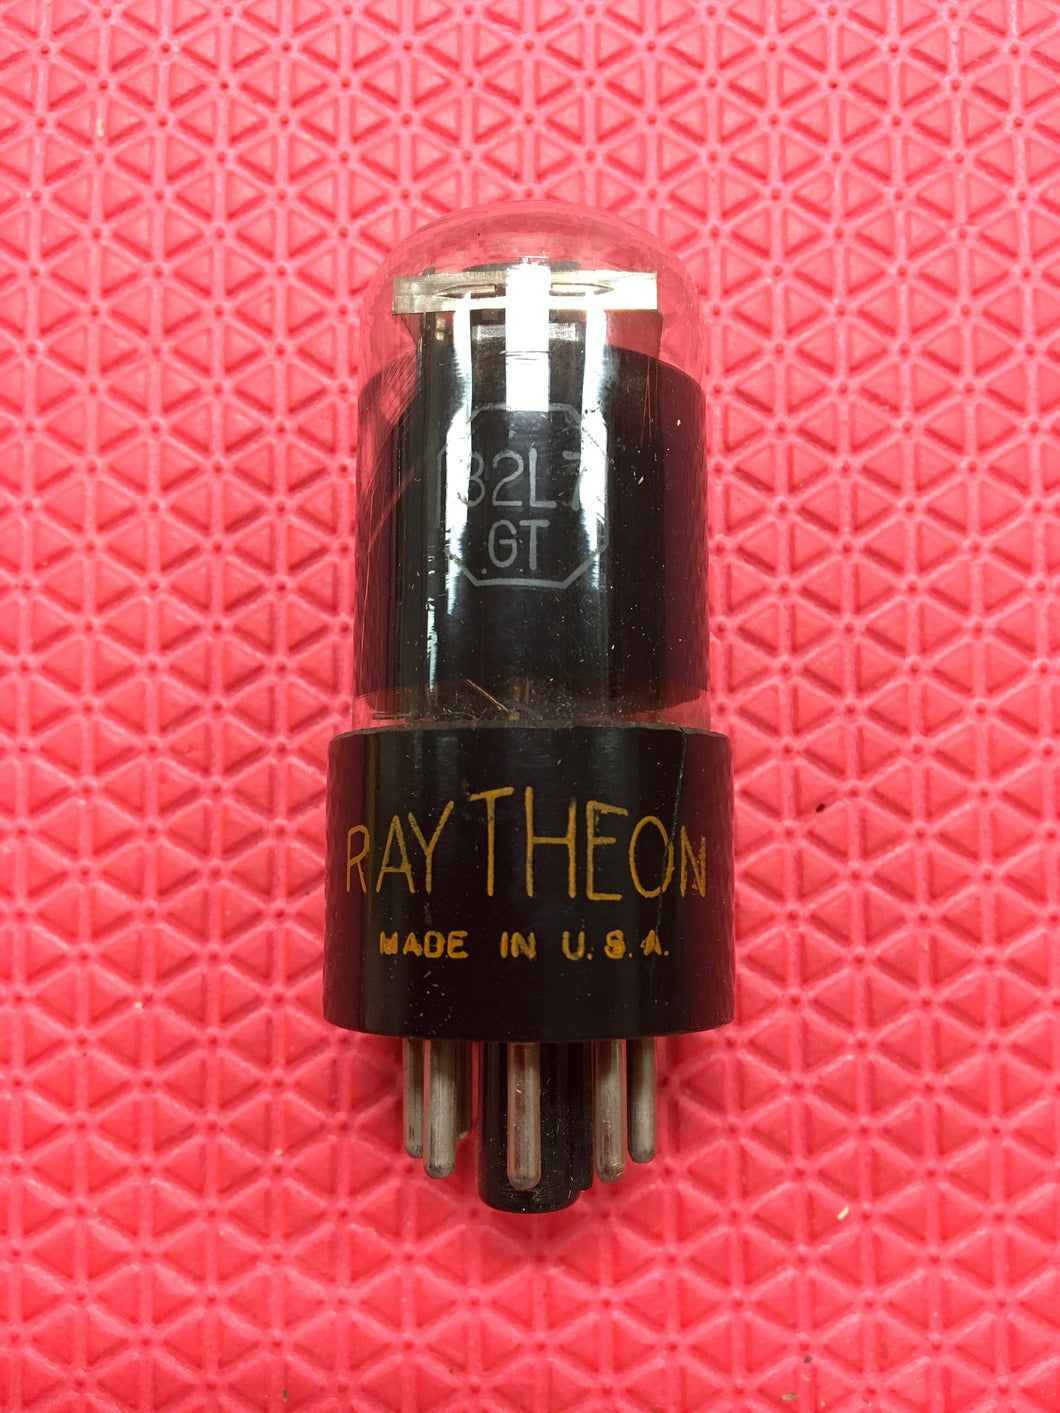 32L7
GT
RAYTHEON
MADE IN U.S.A.